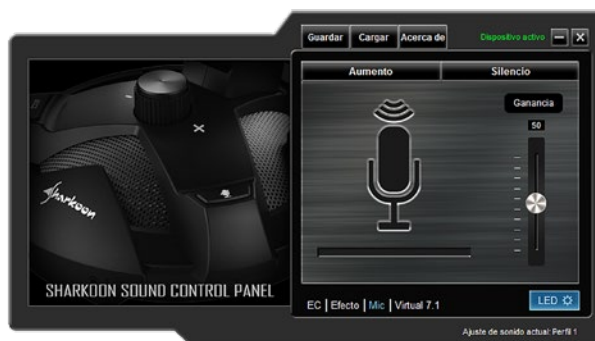 Guardar Cargar Acerca de Dispositivo activo
Aumento Silencio
Ganancia
50
Sharkoon
SHARKOON SOUND CONTROL PANEL
EC | Efecto | Mic | Virtual 7.1
LED
Ajuste de sonido actual: Perfil 1